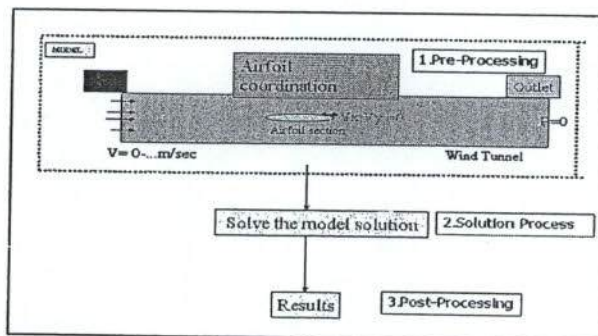 MODEL :
Airfoil
coordination
1.Pre-Processing
Outlet
P=0
Airfoil section
V= 0-...m/sec
Wind Tunnel
Solve the model solution
2.Solution Process
Results
3.Post-Processing